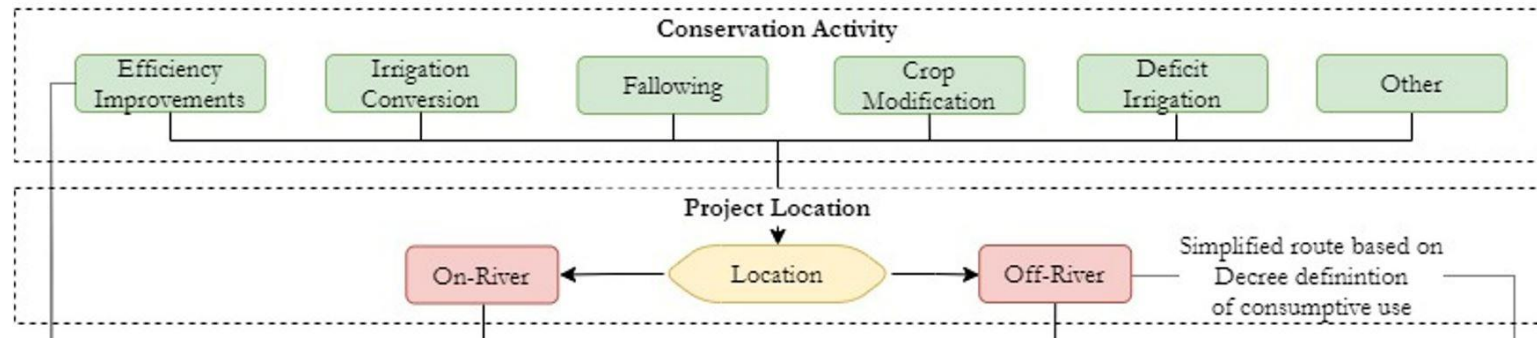 Conservation Activity
Efficiency
Improvements
Irrigation
Conversion
Fallowing
Crop
Modification
Deficit
Irrigation
Other
Project Location
On-River
Location
Off-River
Simplified route based on
Decree definintion
of consumptive use